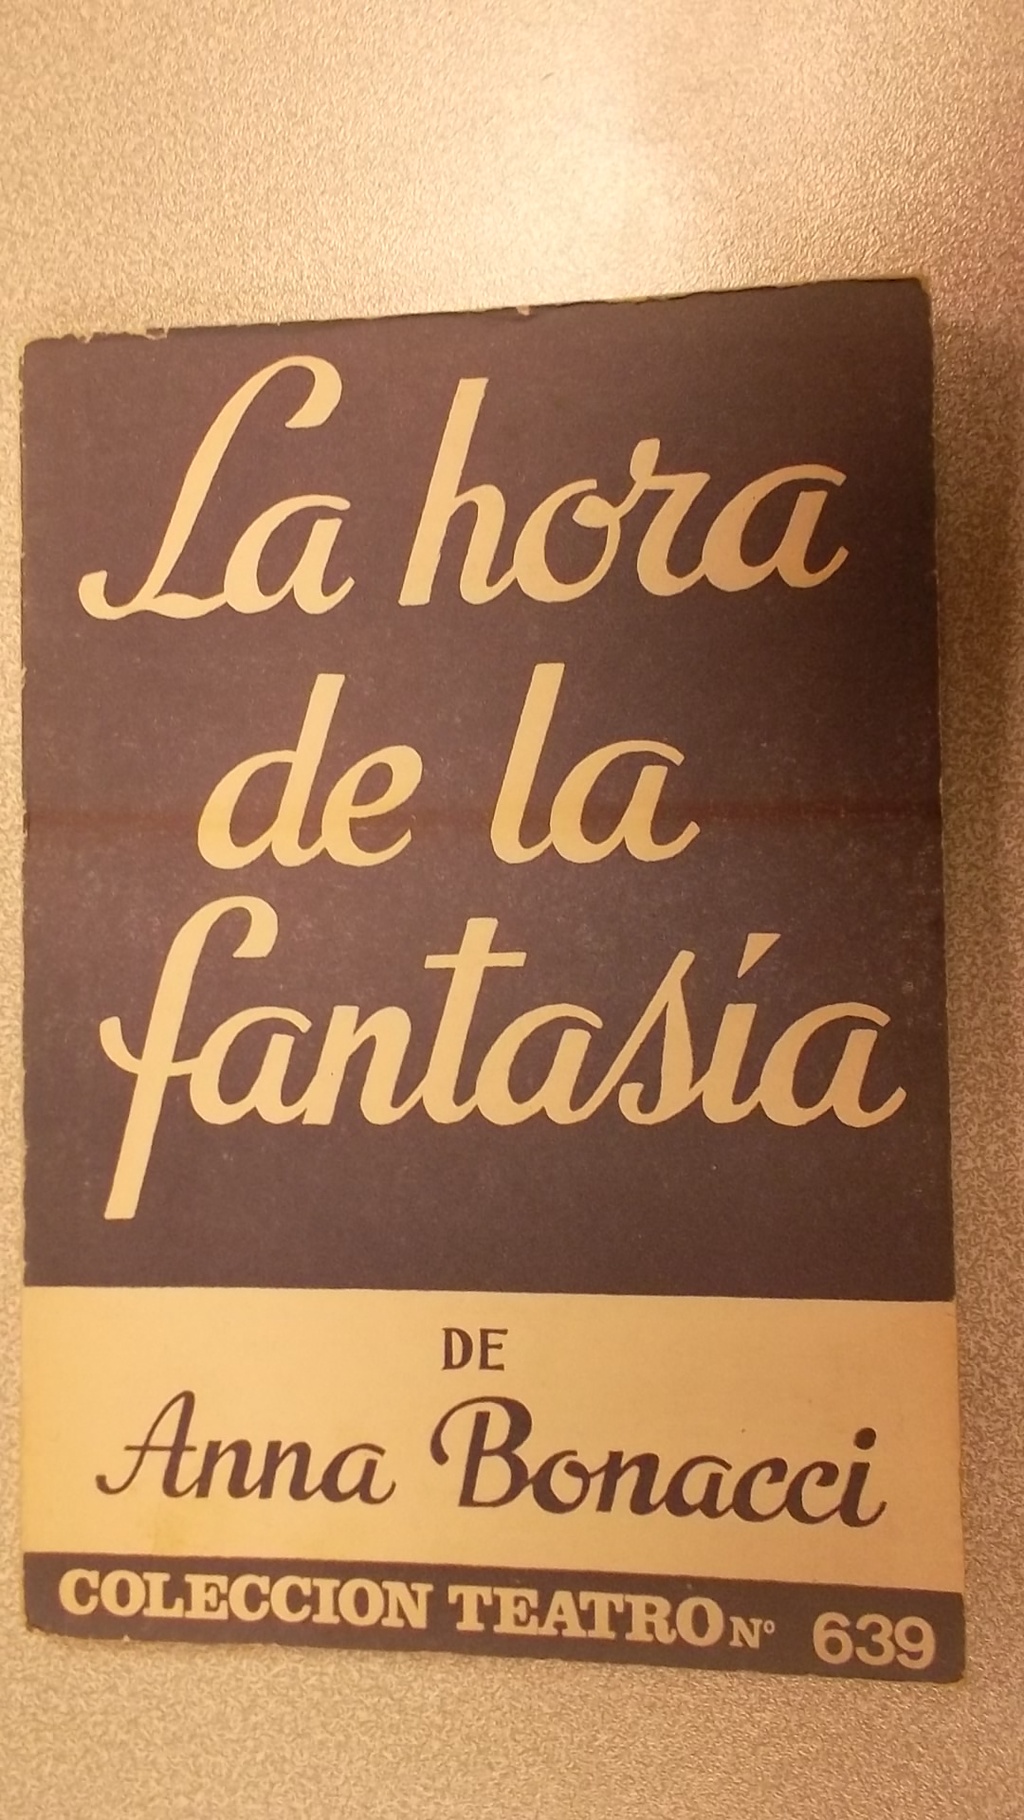 La hora
de la
fantasía
DE
Anna Bonacci
COLECCION TEATRO Nº 639